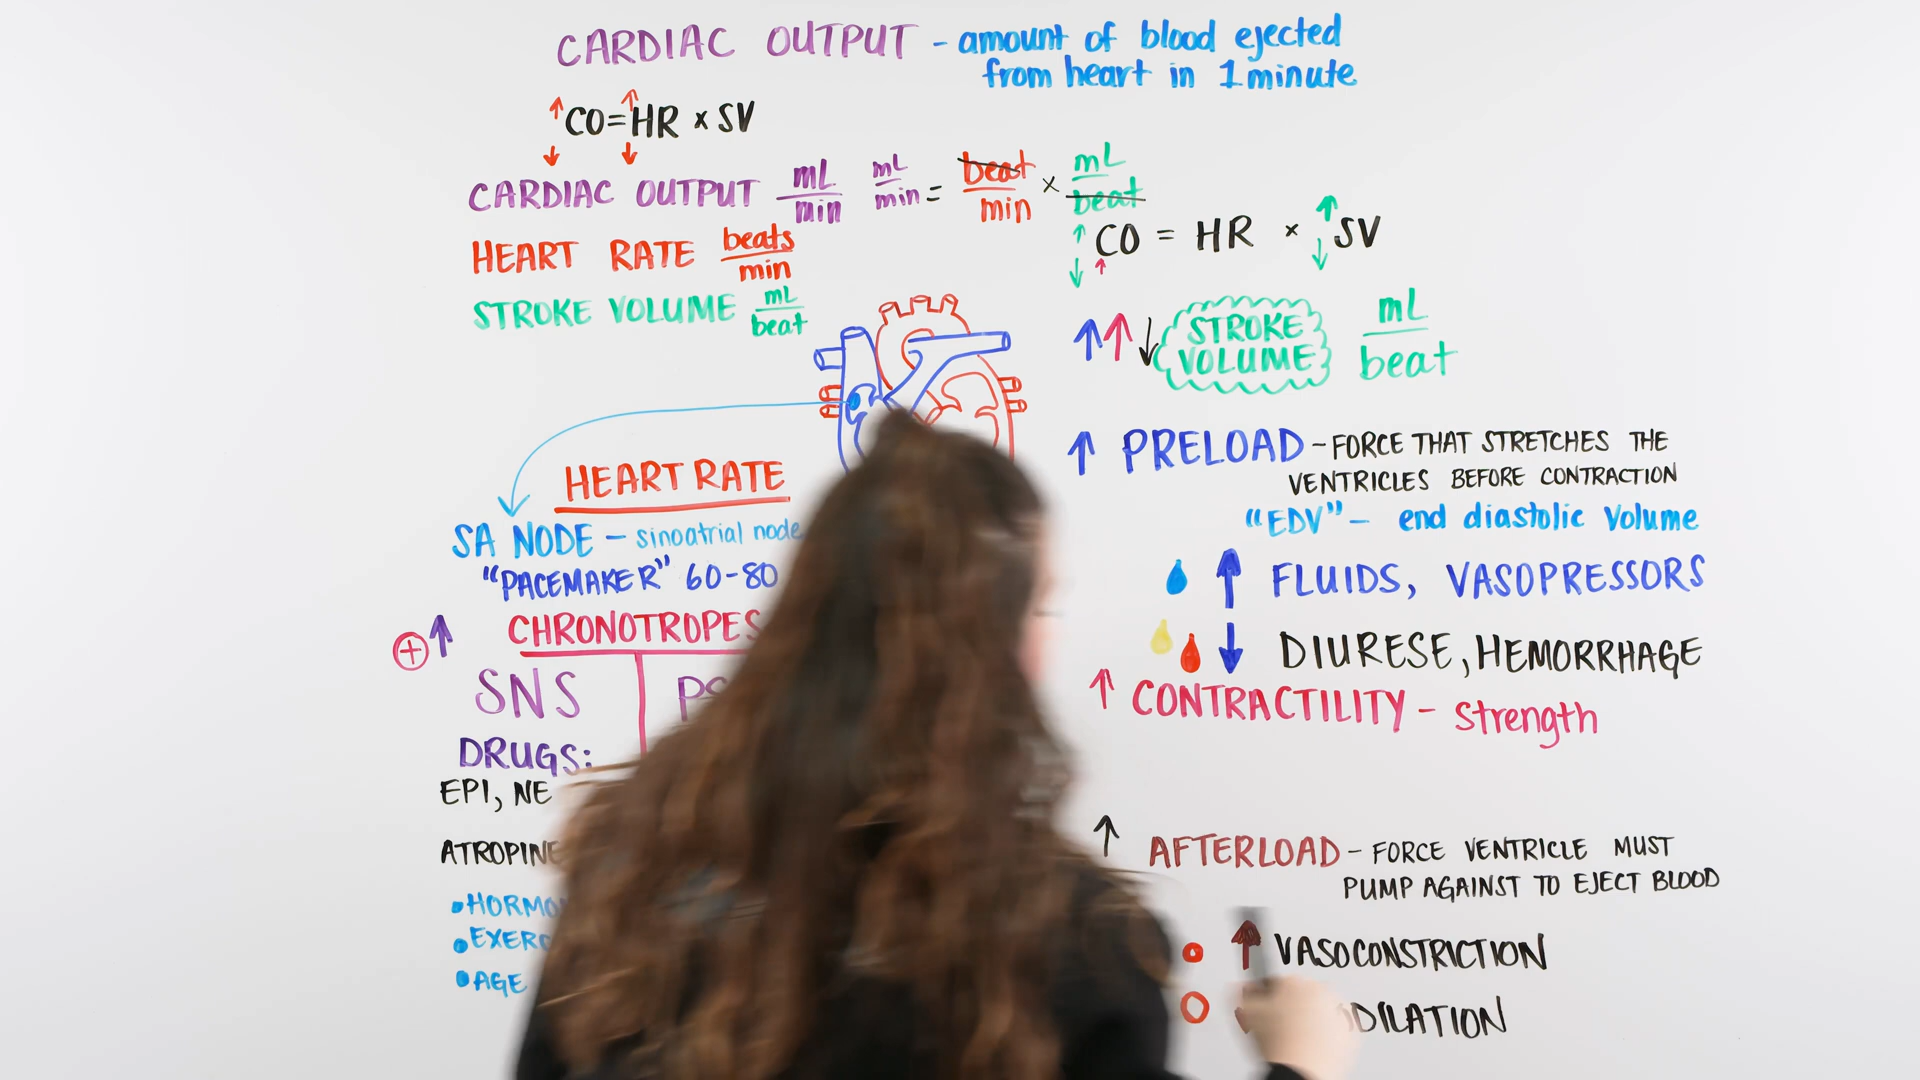 CARDIAC OUTPUT - amount of blood ejected
from heart in 1 minute
↑CO=↑HR x SV
↓ ↓
CARDIAC OUTPUT mL/min mL/min = beat/min x mL/beat
HEART RATE beats/min
STROKE VOLUME mL/beat
HEART RATE
SA NODE - sinoatrial node
"PACEMAKER" 60-80
⊕↑ CHRONOTROPES
SNS
DRUGS:
EPI, NE
ATROPINE
•AGE
↑↓ CO ↑ = HR x ↑↓ SV
↑↑↓ STROKE VOLUME mL/beat
↑ PRELOAD - FORCE THAT STRETCHES THE
VENTRICLES BEFORE CONTRACTION
"EDV" - end diastolic volume
↑ FLUIDS, VASOPRESSORS
↓ DIURESE, HEMORRHAGE
↑ CONTRACTILITY - strength
↑ AFTERLOAD - FORCE VENTRICLE MUST
PUMP AGAINST TO EJECT BLOOD
↑ VASOCONSTRICTION
DILATION